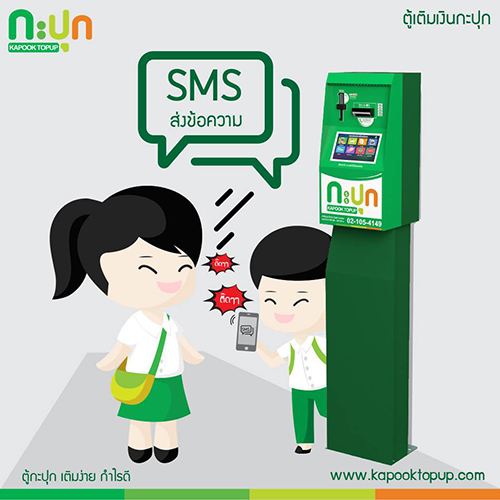 กะปุก
KAPOOK TOPUP
ตู้เติมเงินกะปุก
SMS
ส่งข้อความ
ติ๊ดๆๆ
ติ๊ดๆๆ
กะปุก
KAPOOK TOPUP
02-105-4149
ตู้กะปุก เติมง่าย กำไรดี
www.kapooktopup.com